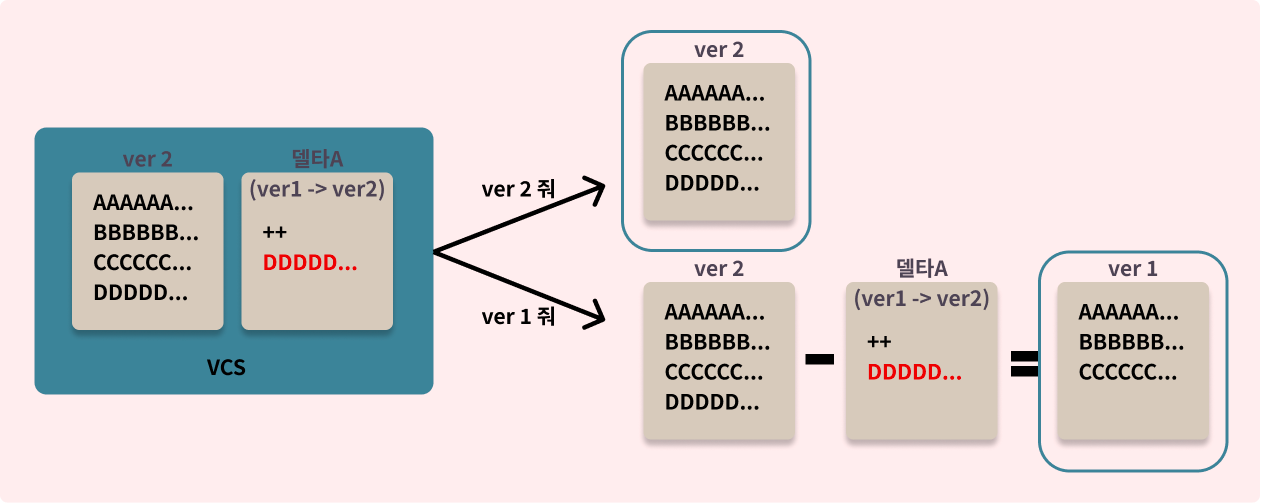 ver 2
AAAAAA...
BBBBBB...
CCCCCC...
DDDDD...
델타A
(ver1 -> ver2)
++
DDDDD...
VCS
ver 2 줘
ver 1 줘
ver 2
AAAAAA...
BBBBBB...
CCCCCC...
DDDDD...
ver 2
AAAAAA...
BBBBBB...
CCCCCC...
DDDDD...
-
델타A
(ver1 -> ver2)
++
DDDDD...
=
ver 1
AAAAAA...
BBBBBB...
CCCCCC...